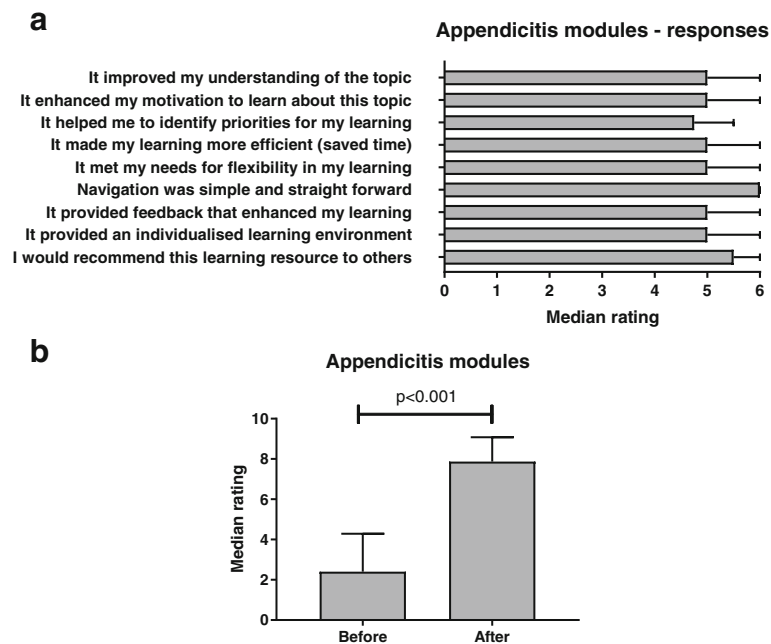 a
Appendicitis modules - responses
It improved my understanding of the topic
It enhanced my motivation to learn about this topic
It helped me to identify priorities for my learning
It made my learning more efficient (saved time)
It met my needs for flexibility in my learning
Navigation was simple and straight forward
It provided feedback that enhanced my learning
It provided an individualised learning environment
I would recommend this learning resource to others
0 1 2 3 4 5 6
Median rating
b
Appendicitis modules
p<0.001
10
8
6
4
2
0
Median rating
Before After